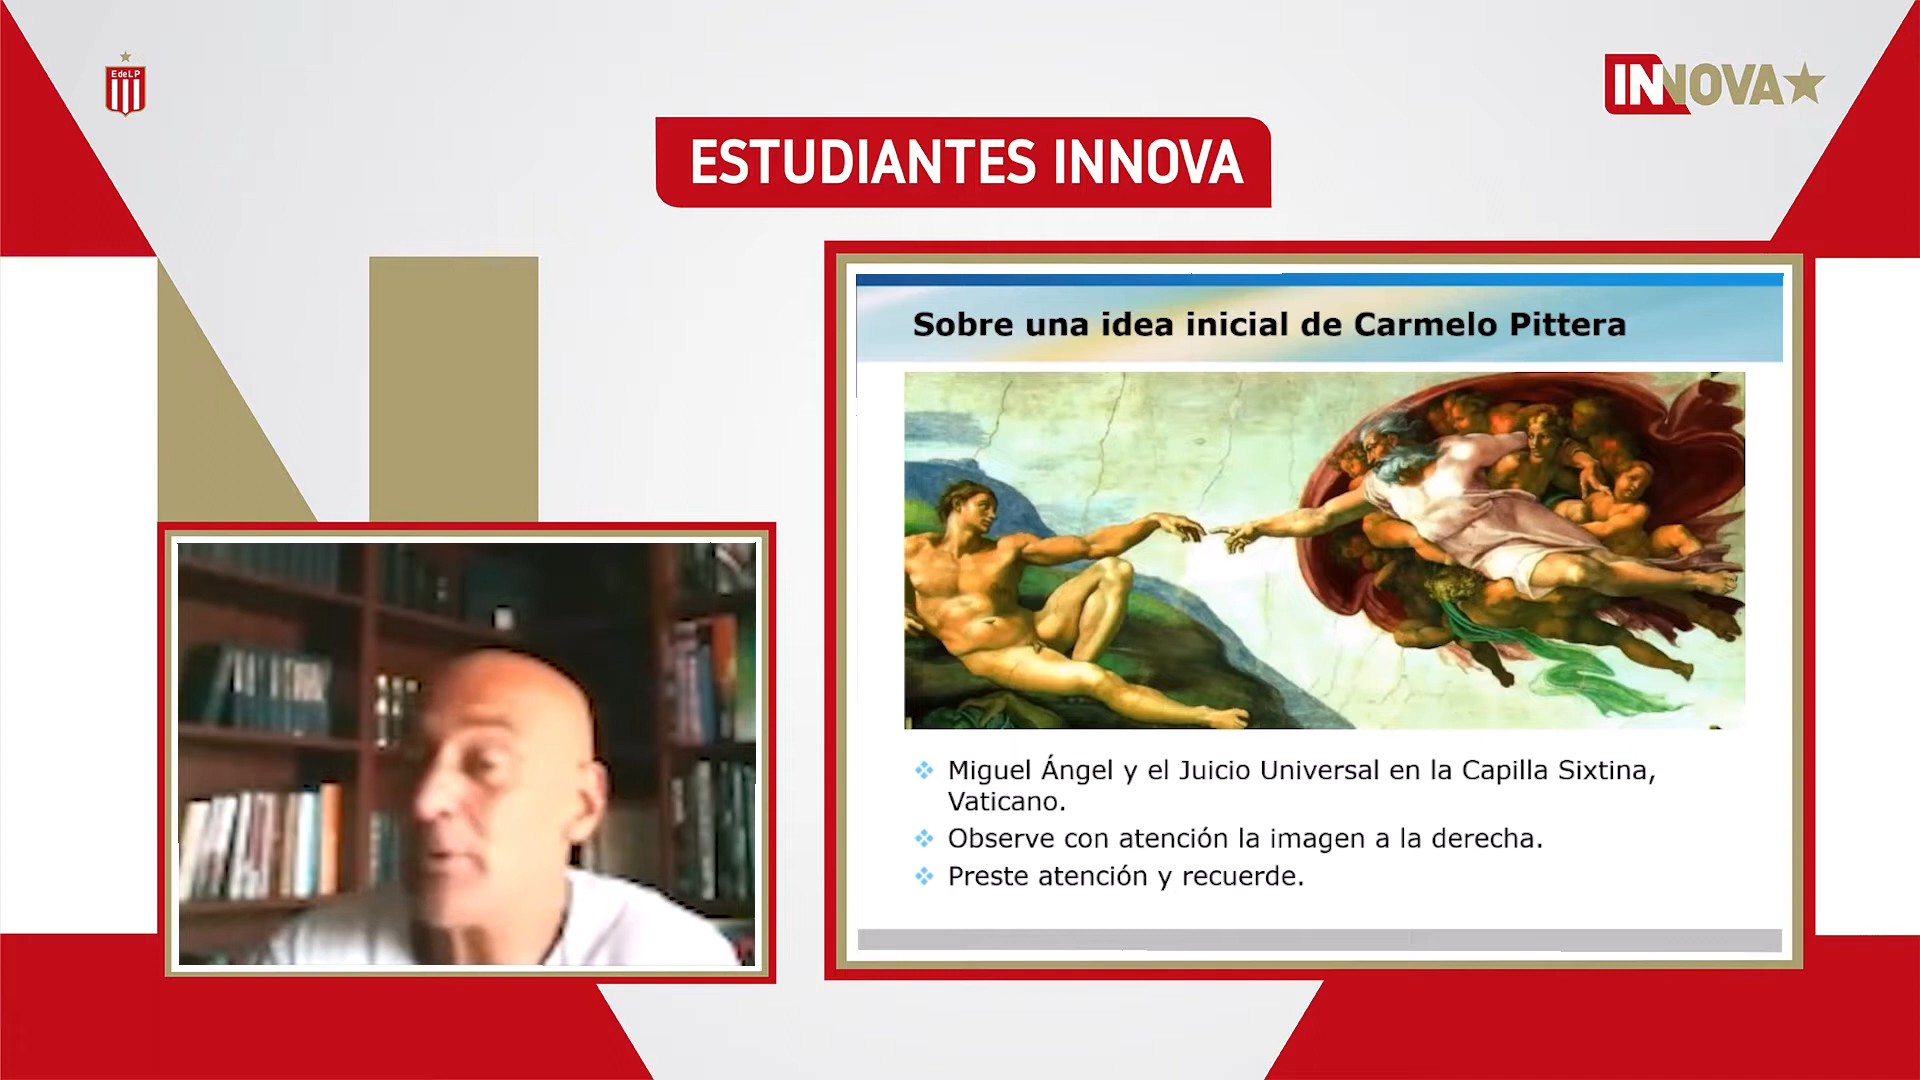 EdeLP
INNOVA
ESTUDIANTES INNOVA
Sobre una idea inicial de Carmelo Pittera
Miguel Ángel y el Juicio Universal en la Capilla Sixtina,
Vaticano.
Observe con atención la imagen a la derecha.
Preste atención y recuerde.